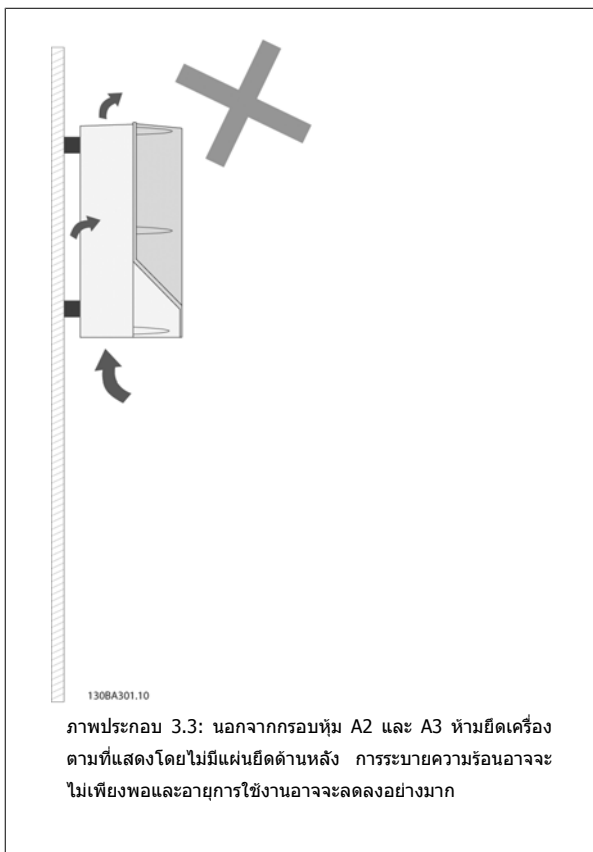 130BA301.10
ภาพประกอบ 3.3: นอกจากกรอบหุ้ม A2 และ A3 ห้ามยึดเครื่อง
ตามที่แสดงโดยไม่มีแผ่นยึดด้านหลัง การระบายความร้อนอาจจะ
ไม่เพียงพอและอายุการใช้งานอาจจะลดลงอย่างมาก